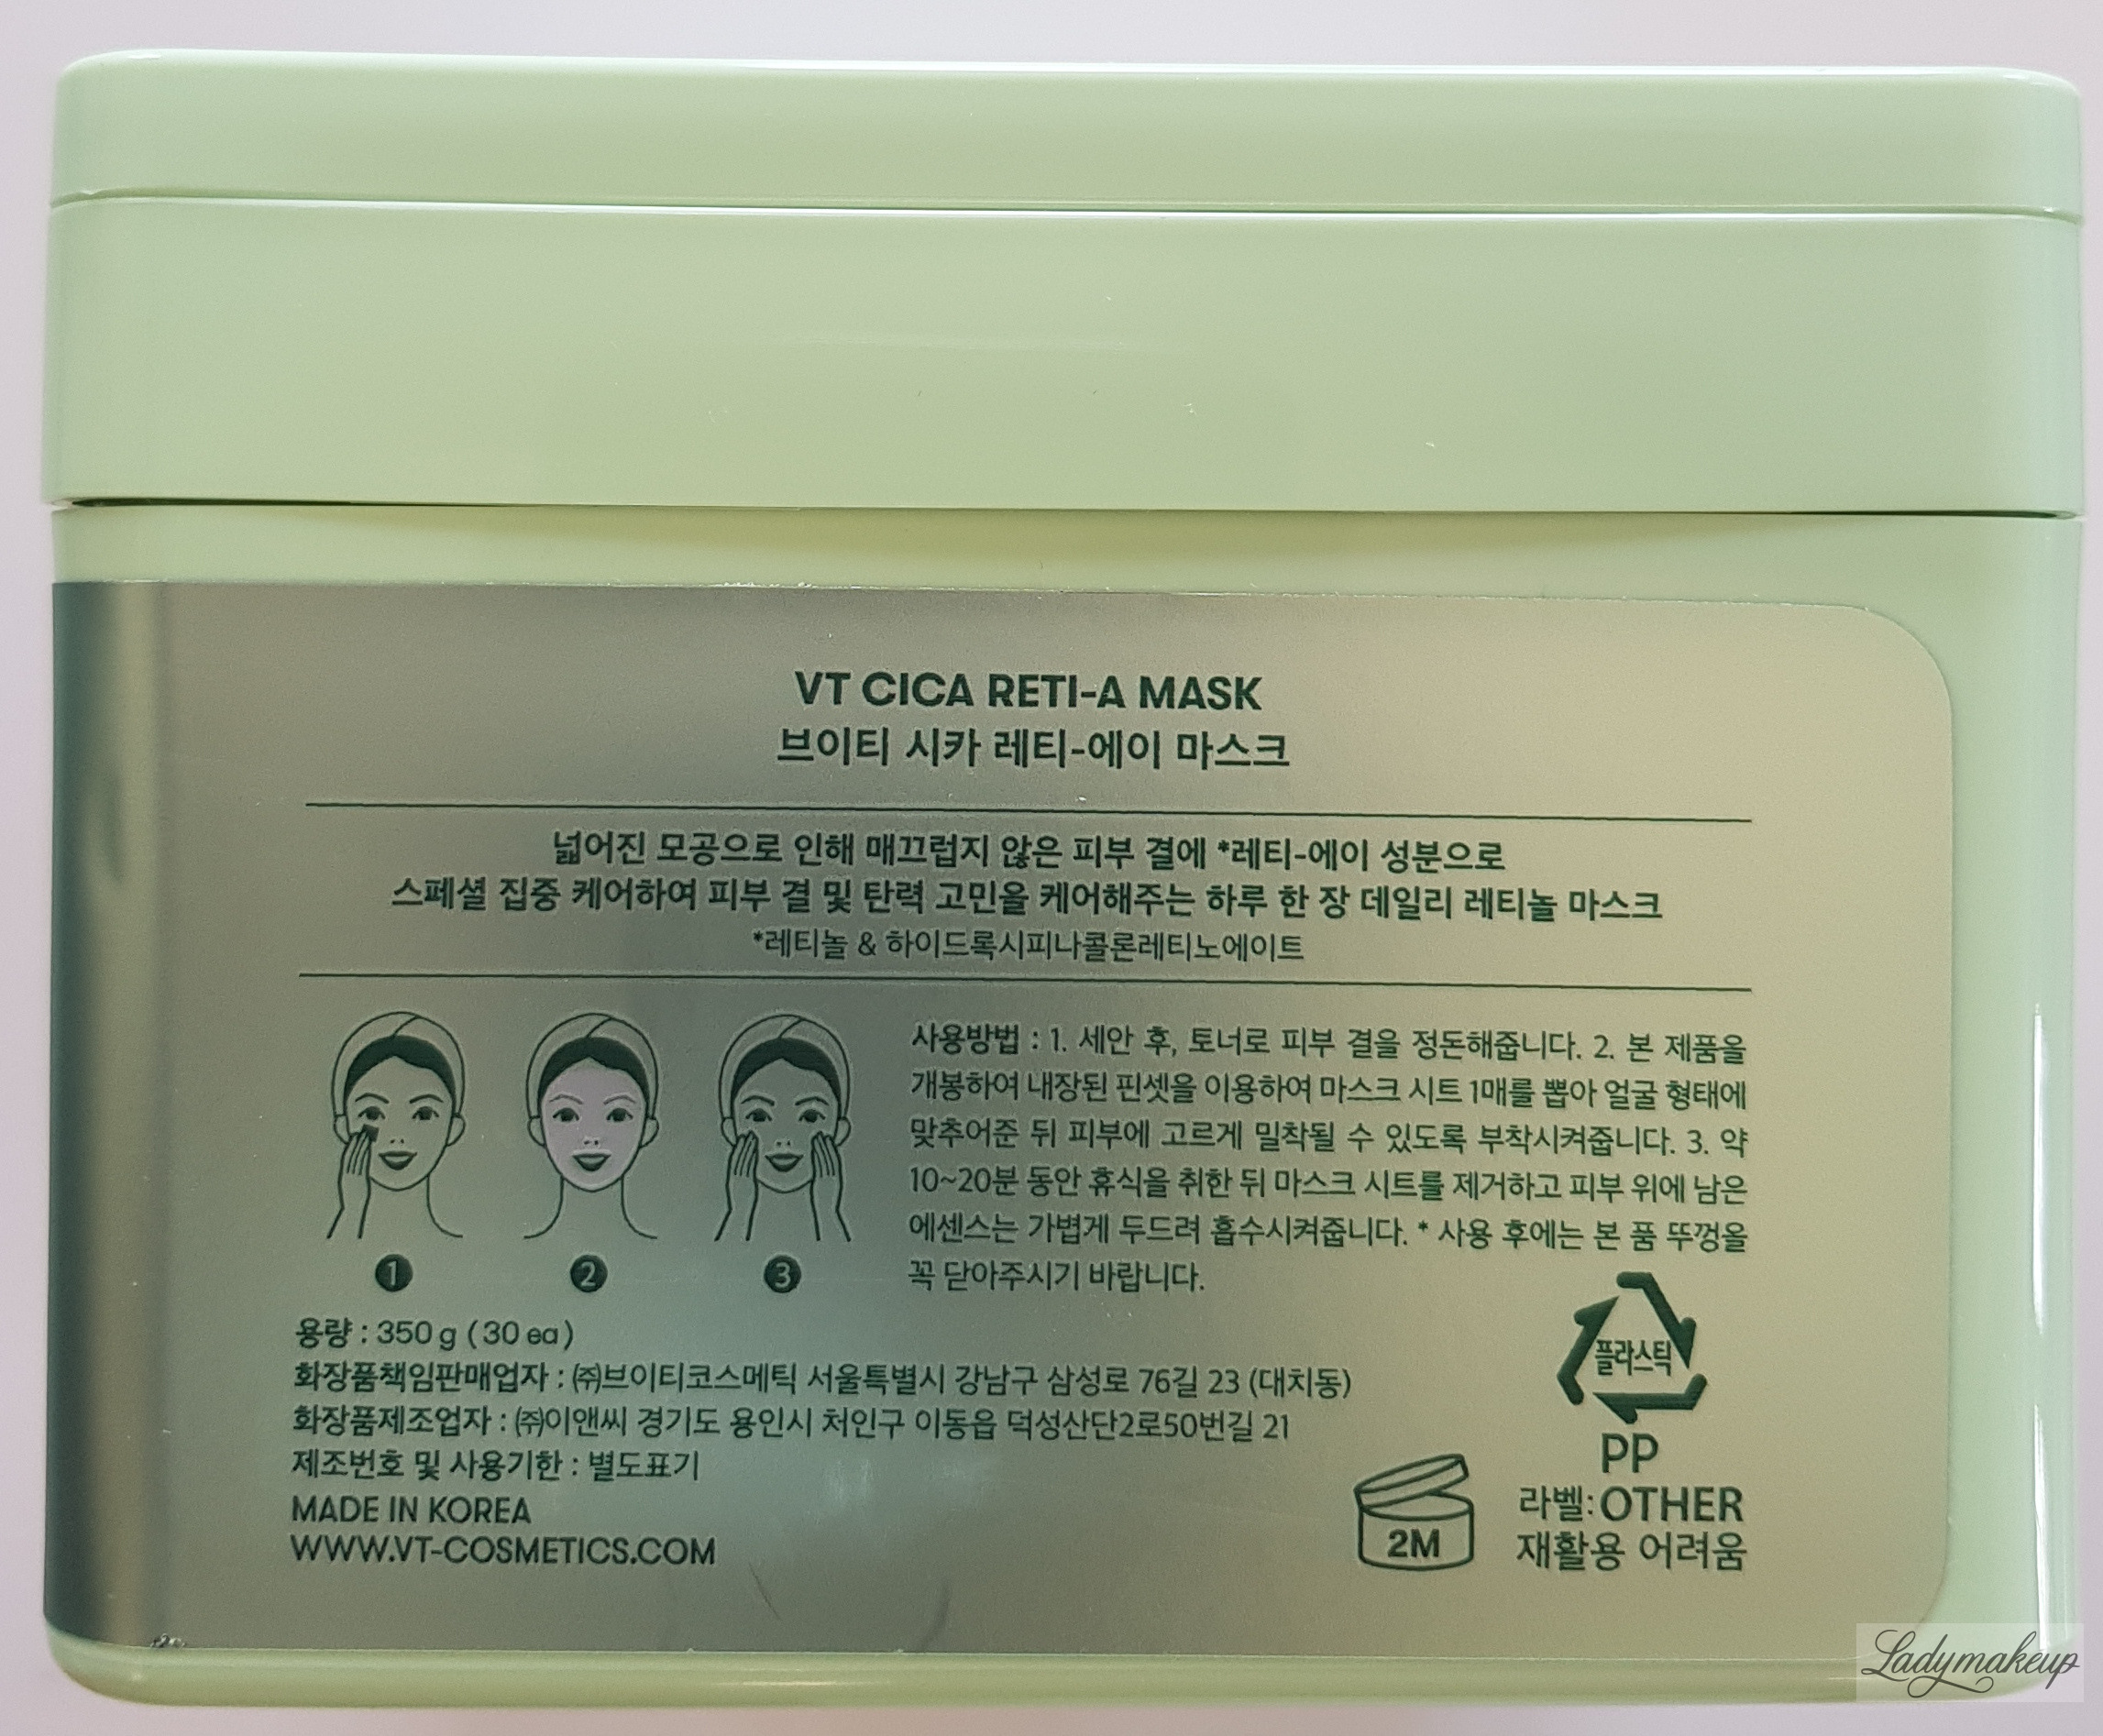 VT CICA RETI-A MASK
브이티 시카 레티-에이 마스크
넓어진 모공으로 인해 매끄럽지 않은 피부 결에 *레티-에이 성분으로
스페셜 집중 케어하여 피부 결 및 탄력 고민을 케어해주는 하루 한 장 데일리 레티놀 마스크
*레티놀 & 하이드록시피나콜론레티노에이트
사용방법 : 1. 세안 후, 토너로 피부 결을 정돈해줍니다. 2. 본 제품을
개봉하여 내장된 핀셋을 이용하여 마스크 시트 1매를 뽑아 얼굴 형태에
맞추어준 뒤 피부에 고르게 밀착될 수 있도록 부착시켜줍니다. 3. 약
10~20분 동안 휴식을 취한 뒤 마스크 시트를 제거하고 피부 위에 남은
에센스는 가볍게 두드려 흡수시켜줍니다. * 사용 후에는 본 품 뚜껑을
꼭 닫아주시기 바랍니다.
1 2 3
용량 : 350 g ( 30 ea )
화장품책임판매업자 : ㈜브이티코스메틱 서울특별시 강남구 삼성로 76길 23 (대치동)
화장품제조업자 : ㈜이앤씨 경기도 용인시 처인구 이동읍 덕성산단2로50번길 21
제조번호 및 사용기한 : 별도표기
MADE IN KOREA
WWW.VT-COSMETICS.COM
2M
플라스틱
PP
라벨:OTHER
재활용 어려움
Ladymakeup